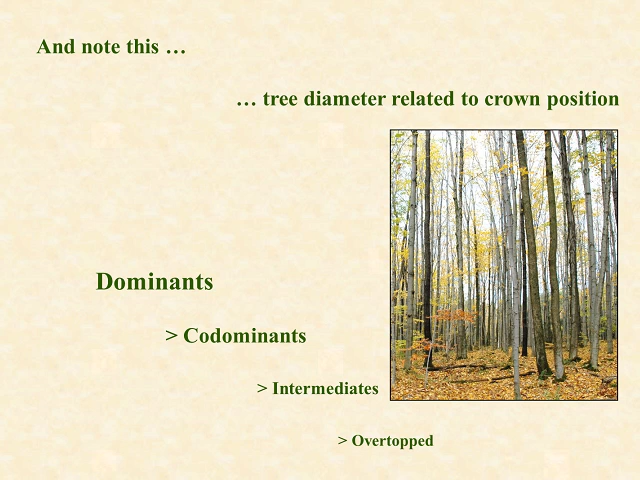 And note this …
… tree diameter related to crown position
Dominants
> Codominants
> Intermediates
> Overtopped